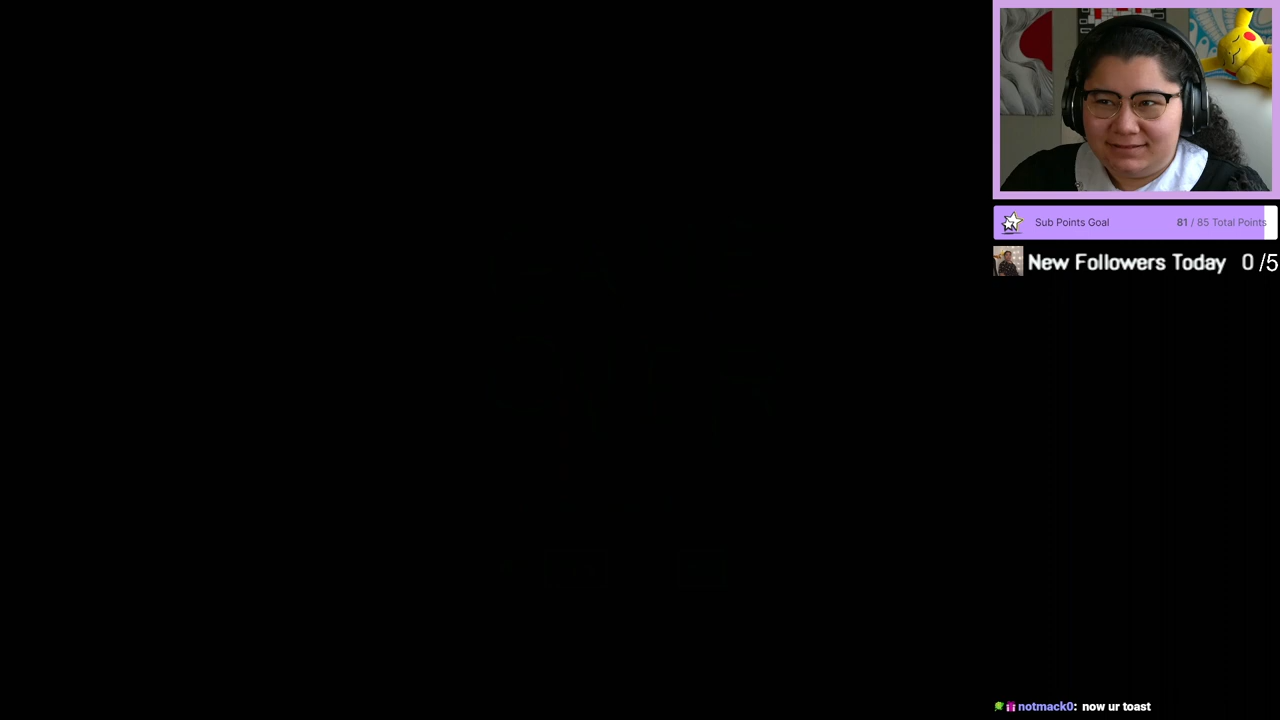 Sub Points Goal 81 / 85 Total Points
New Followers Today 0 /5
notmack0: now ur toast